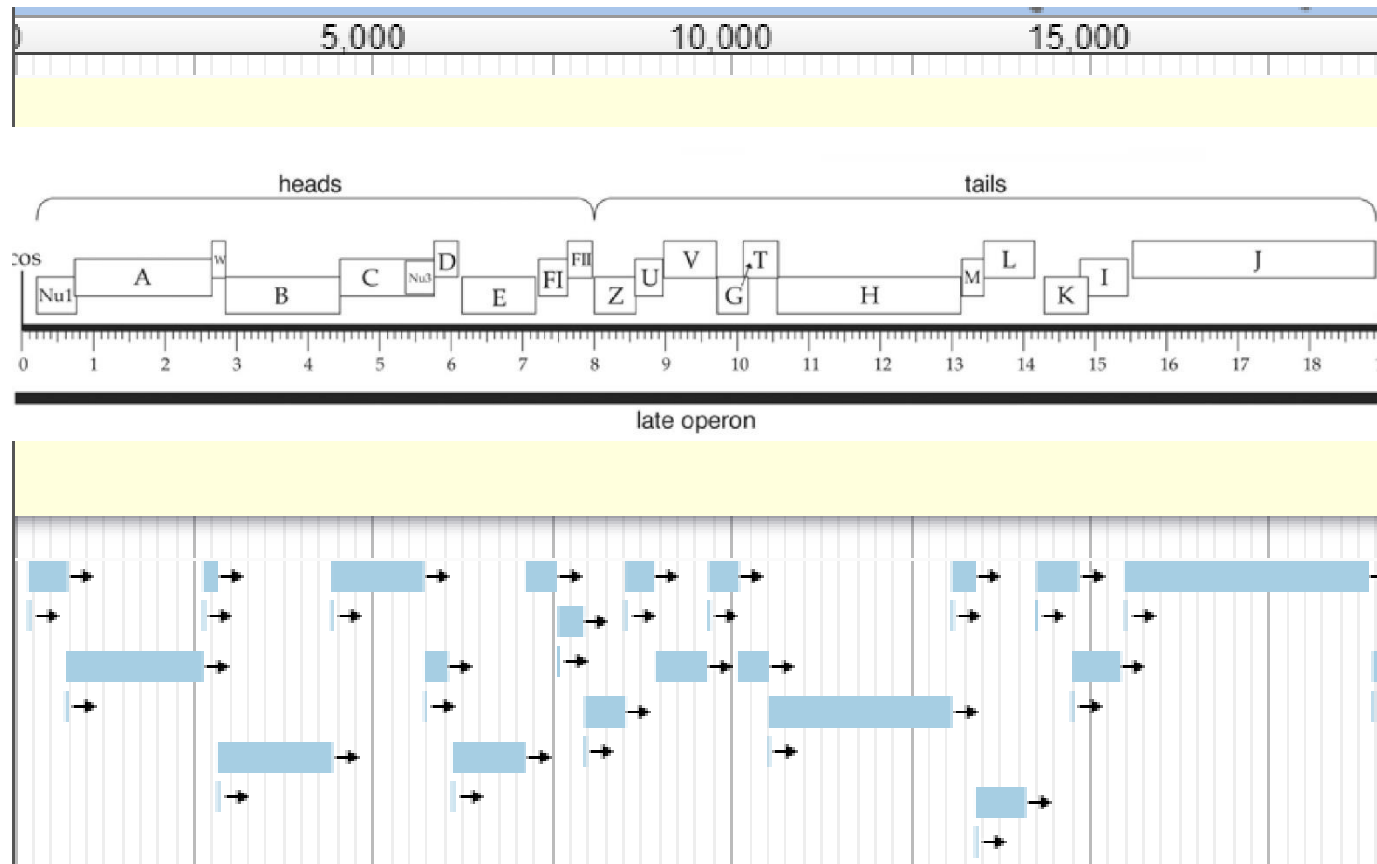 5,000 10,000 15,000
heads tails
cos
Nu1 A W B C Nu3 D E FI FII Z U V G T H M L K I J
0 1 2 3 4 5 6 7 8 9 10 11 12 13 14 15 16 17 18
late operon